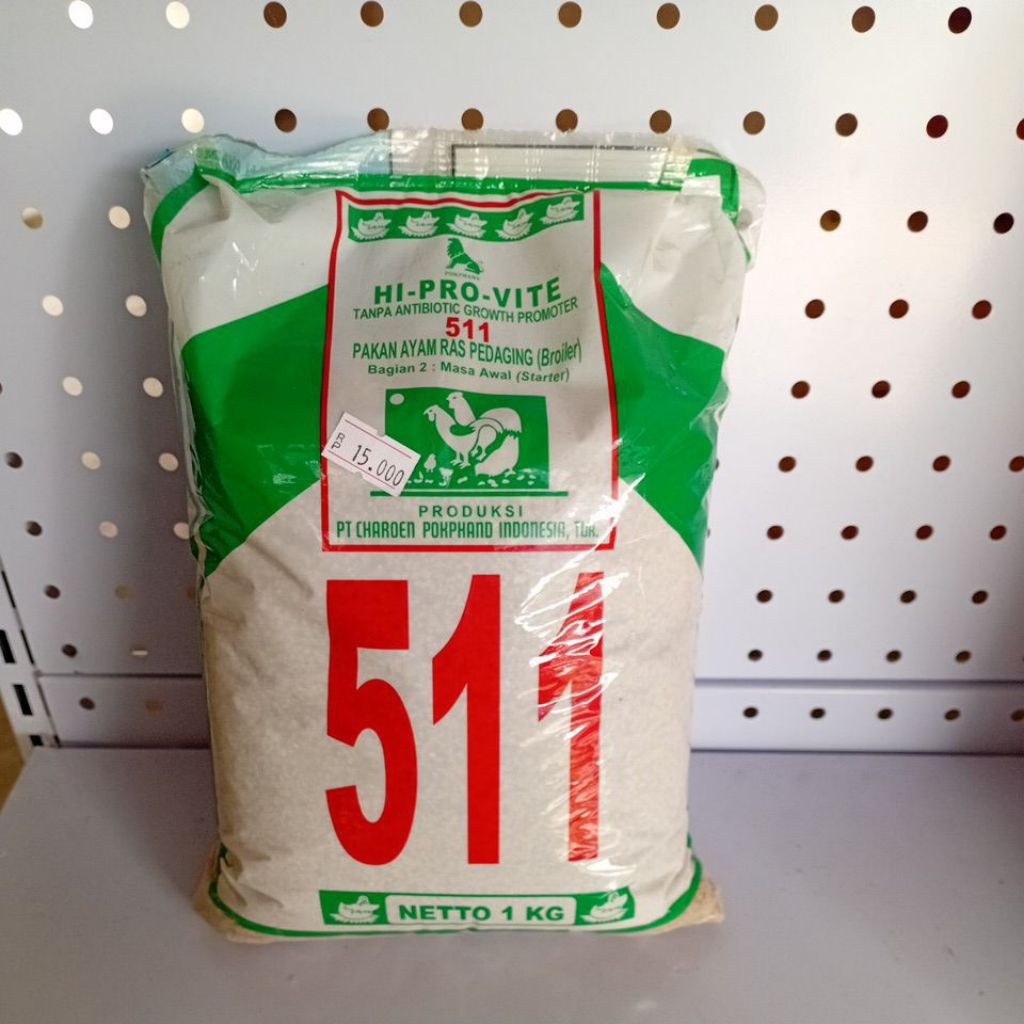 POKPHAND
HI-PRO-VITE
TANPA ANTIBIOTIC GROWTH PROMOTER
511
PAKAN AYAM RAS PEDAGING (Broiler)
Bagian 2 : Masa Awal (Starter)
RP 15.000
PRODUKSI
PT CHAROEN POKPHAND INDONESIA, Tbk.
511
NETTO 1 KG